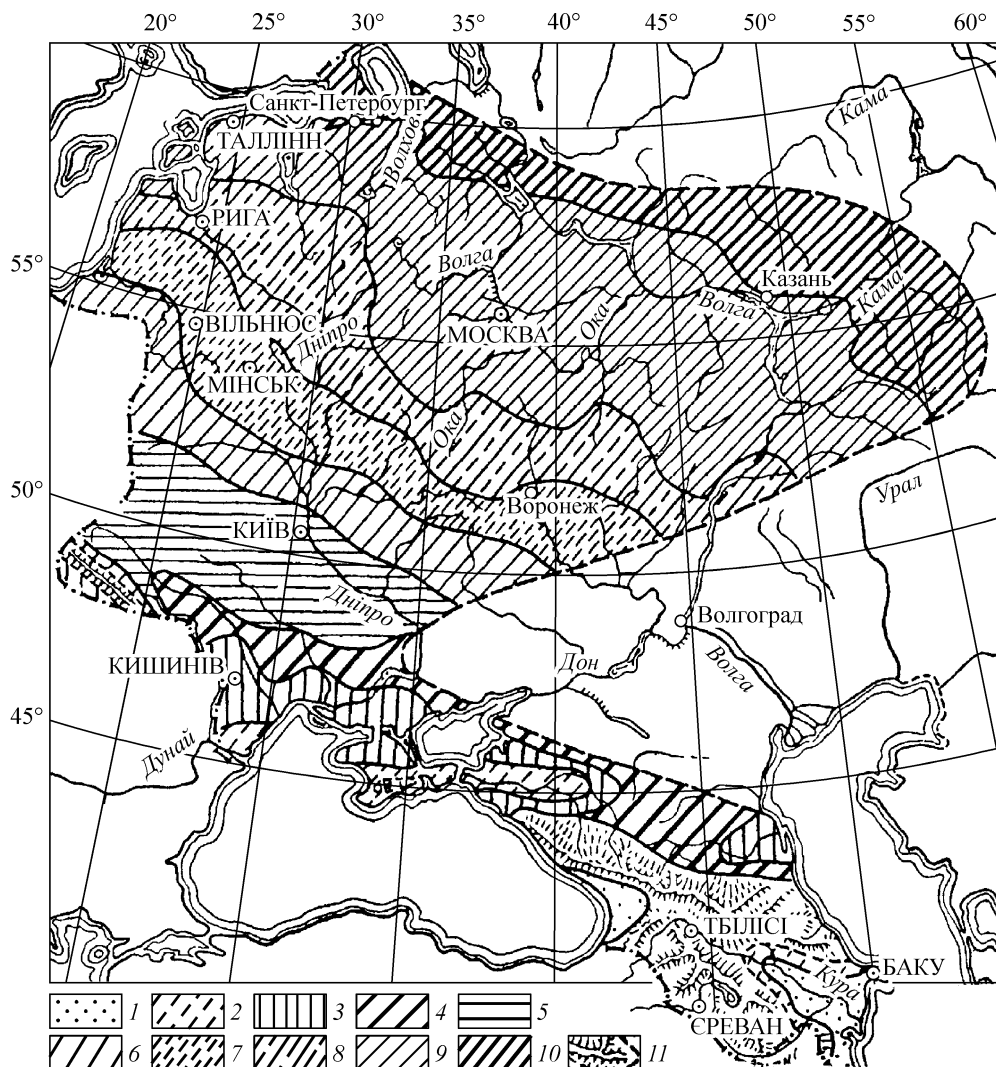 20° 25° 30° 35° 40° 45° 50° 55° 60°
Кама
Санкт-Петербург
ТАЛЛІНН
Волхов
РИГА
55°
Волга
Казань
Кама
Волга
ВІЛЬНЮС
Дніпро
МОСКВА
Ока
МІНСЬК
Ока
50°
Урал
Воронеж
КИЇВ
Дніпро
Волгоград
КИШИНІВ
Дон
Волга
45°
Дунай
ТБІЛІСІ
Кура
БАКУ
ЄРЕВАН
1 2 3 4 5
6 7 8 9 10 11